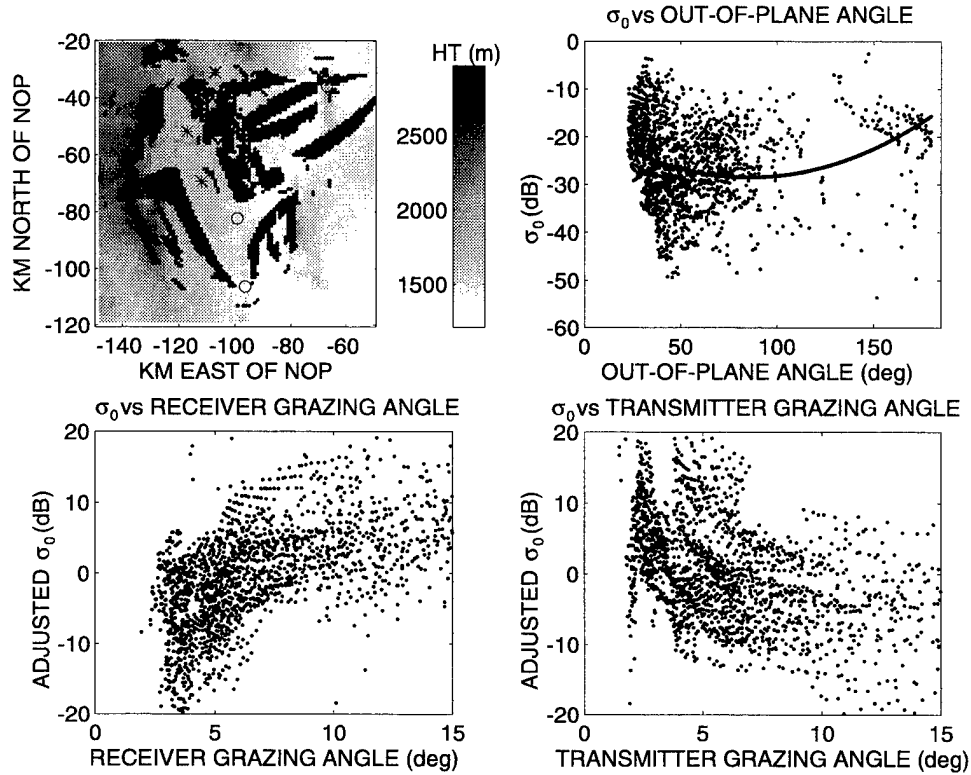 σ₀ vs OUT-OF-PLANE ANGLE
-20
-40
-60
-80
-100
-120
KM NORTH OF NOP
-140 -120 -100 -80 -60
KM EAST OF NOP
HT (m)
2500
2000
1500
0
-10
-20
-30
-40
-50
-60
σ₀ (dB)
0 50 100 150
OUT-OF-PLANE ANGLE (deg)
σ₀ vs RECEIVER GRAZING ANGLE
20
10
0
-10
-20
ADJUSTED σ₀ (dB)
0 5 10 15
RECEIVER GRAZING ANGLE (deg)
σ₀ vs TRANSMITTER GRAZING ANGLE
20
10
0
-10
-20
ADJUSTED σ₀ (dB)
0 5 10 15
TRANSMITTER GRAZING ANGLE (deg)